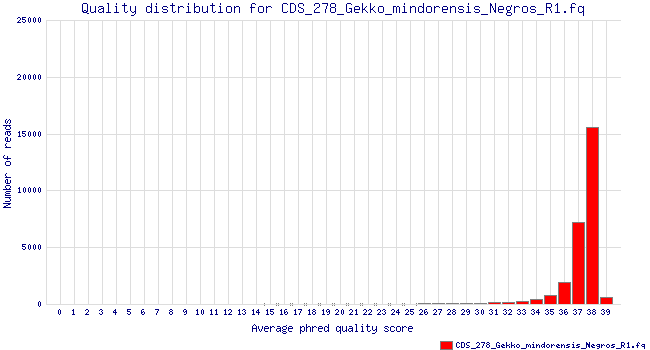 Quality distribution for CDS_278_Gekko_mindorensis_Negros_R1.fq
25000
20000
15000
10000
5000
0
Number of reads
0 1 2 3 4 5 6 7 8 9 10 11 12 13 14 15 16 17 18 19 20 21 22 23 24 25 26 27 28 29 30 31 32 33 34 35 36 37 38 39
Average phred quality score
CDS_278_Gekko_mindorensis_Negros_R1.fq